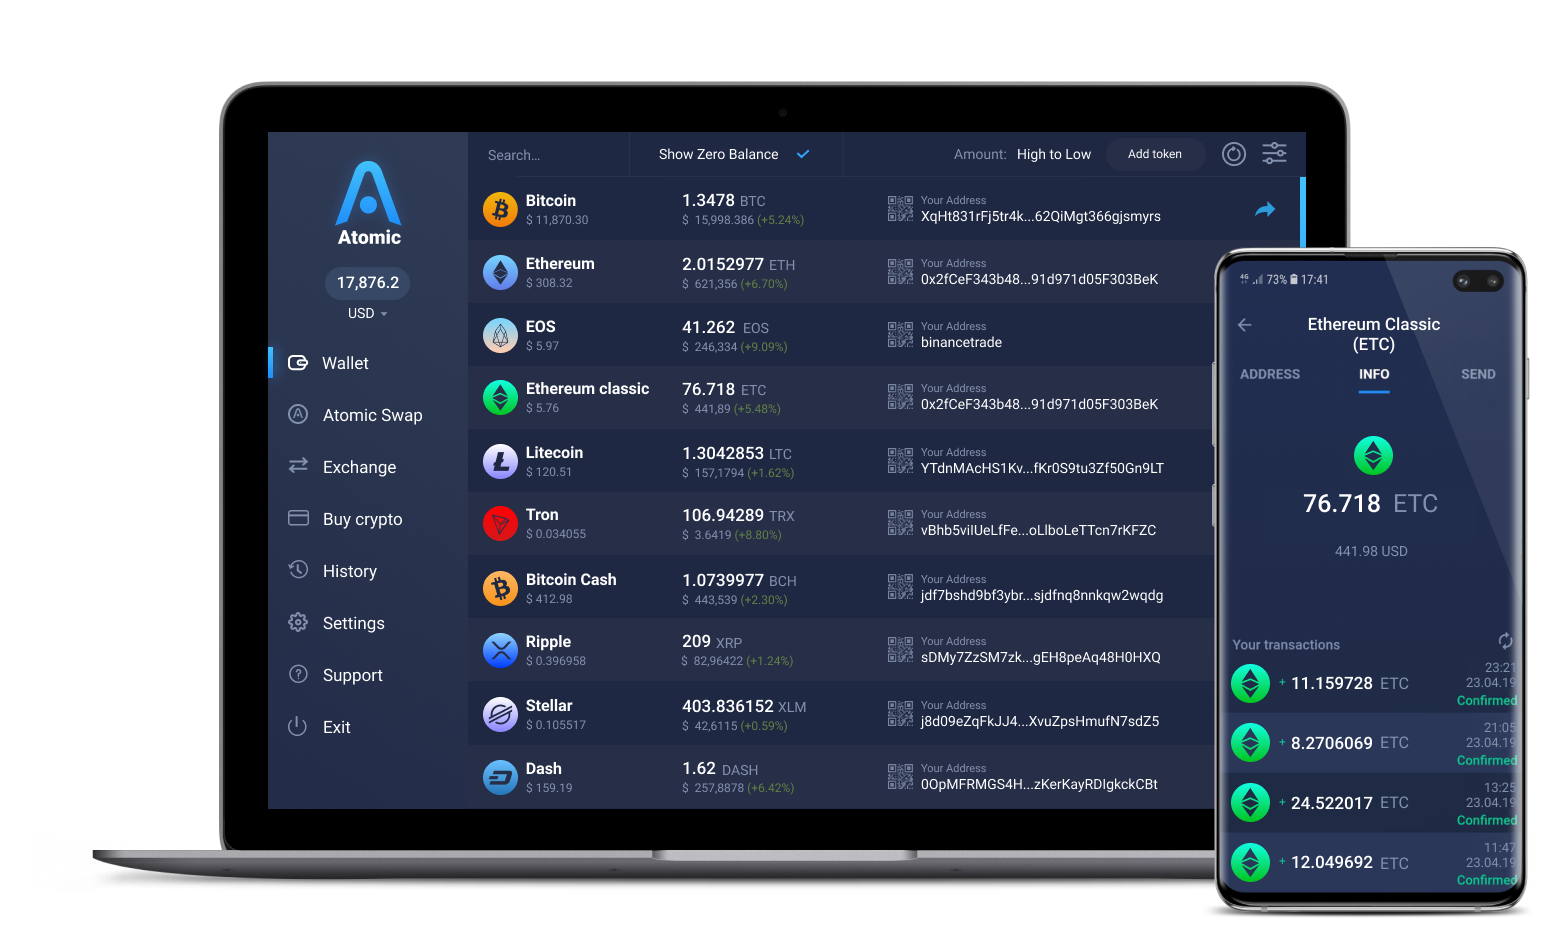 Search...
Show Zero Balance
Amount: High to Low
Add token
Atomic
17,876.2
USD
Wallet
Atomic Swap
Exchange
Buy crypto
History
Settings
Support
Exit
Bitcoin
$ 11,870.30
1.3478 BTC
$ 15,998.386 (+5.24%)
Your Address
XqHt831rFj5tr4k...62QiMgt366gjsmyrs
Ethereum
$ 308.32
2.0152977 ETH
$ 621,356 (+6.70%)
Your Address
0x2fCeF343b48...91d971d05F303BeK
EOS
$ 5.97
41.262 EOS
$ 246,334 (+9.09%)
Your Address
binancetrade
Ethereum classic
$ 5.76
76.718 ETC
$ 441,89 (+5.48%)
Your Address
0x2fCeF343b48...91d971d05F303BeK
Litecoin
$ 120.51
1.3042853 LTC
$ 157,1794 (+1.62%)
Your Address
YTdnMAcHS1Kv...fKr0S9tu3Zf50Gn9LT
Tron
$ 0.034055
106.94289 TRX
$ 3.6419 (+8.80%)
Your Address
vBhb5viIUeLfFe...oLlboLeTTcn7rKFZC
Bitcoin Cash
$ 412.98
1.0739977 BCH
$ 443,539 (+2.30%)
Your Address
jdf7bshd9bf3ybr...sjdfnq8nnkqw2wqdg
Ripple
$ 0.396958
209 XRP
$ 82,96422 (+1.24%)
Your Address
sDMy7ZzSM7zk...gEH8peAq48H0HXQ
Stellar
$ 0.105517
403.836152 XLM
$ 42,6115 (+0.59%)
Your Address
j8d09eZqFkJJ4...XvuZpsHmufN7sdZ5
Dash
$ 159.19
1.62 DASH
$ 257,8878 (+6.42%)
Your Address
0OpMFRMGS4H...zKerKayRDIgkckCBt
4G 73% 17:41
Ethereum Classic
(ETC)
ADDRESS INFO SEND
76.718 ETC
441.98 USD
Your transactions
+ 11.159728 ETC
23:21
23.04.19
Confirmed
+ 8.2706069 ETC
21:05
23.04.19
Confirmed
+ 24.522017 ETC
13:25
23.04.19
Confirmed
+ 12.049692 ETC
11:47
23.04.19
Confirmed